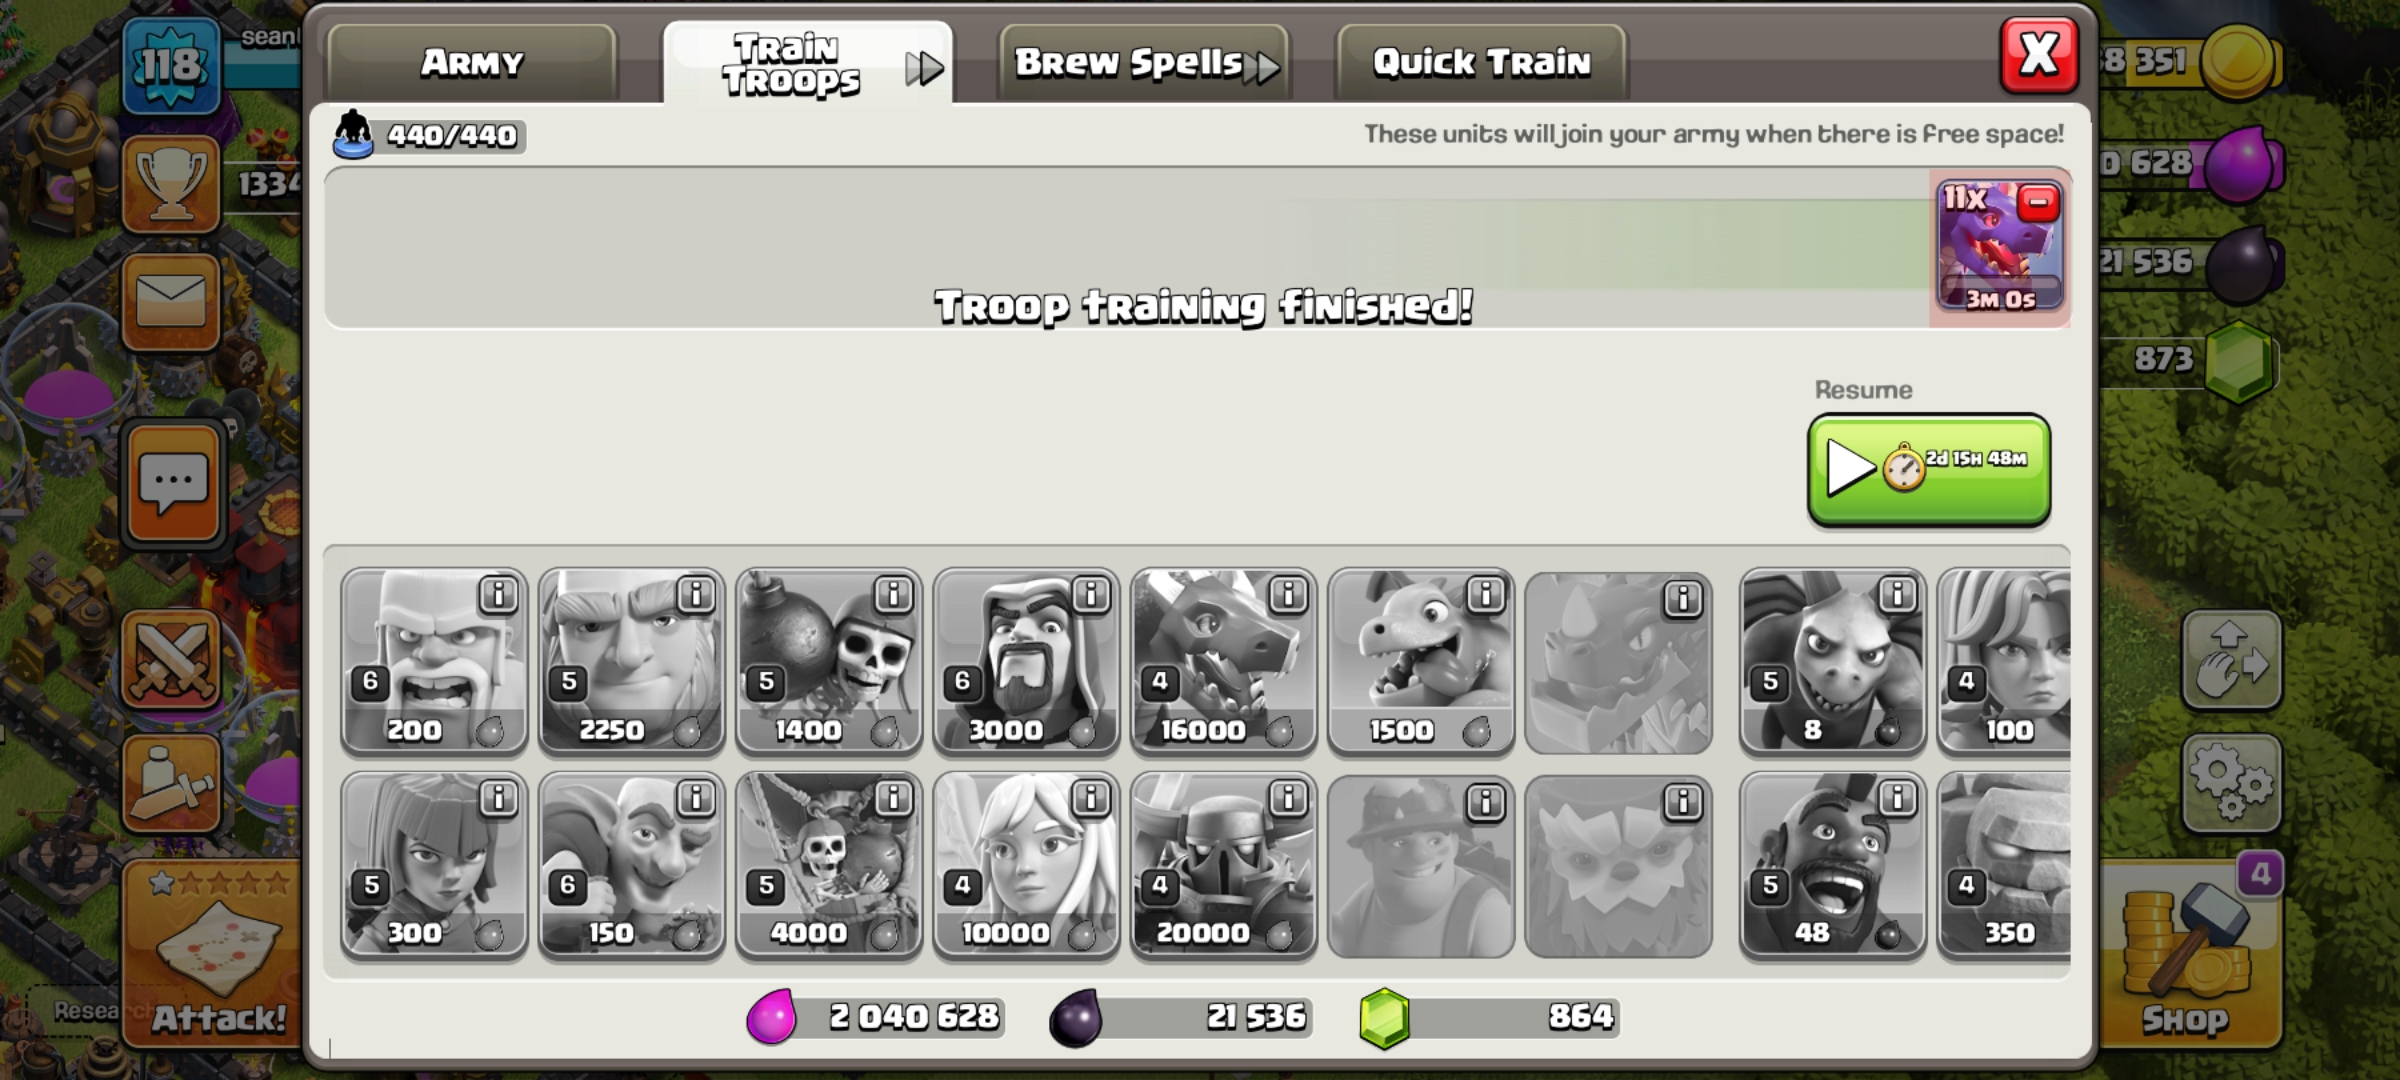 118
sean
Army
Train
Troops
Brew Spells
Quick Train
X
8 351
440/440
These units will join your army when there is free space!
0 628
11x
3m 0s
Troop training finished!
21 536
873
Resume
2d 15h 48m
6
200
5
2250
5
1400
6
3000
4
16000
1500
5
8
4
100
5
300
6
150
5
4000
4
10000
4
20000
5
48
4
350
4
Attack!
2 040 628
21 536
864
Shop